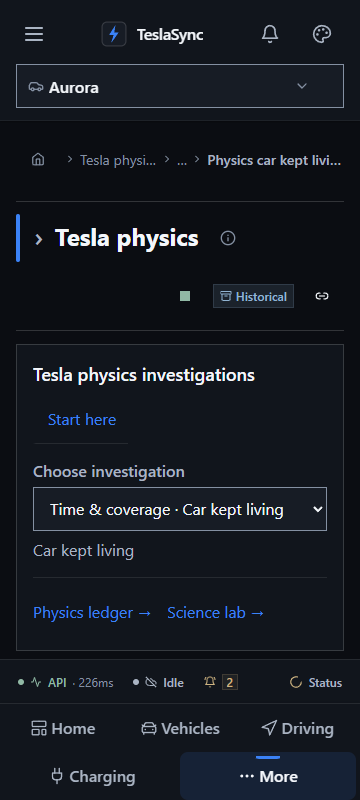 TeslaSync
Aurora
Tesla physi... > ... > Physics car kept livi...
Tesla physics
Historical
Tesla physics investigations
Start here
Choose investigation
Time & coverage · Car kept living
Car kept living
Physics ledger → Science lab →
API · 226ms Idle 2 Status
Home Vehicles Driving
Charging More